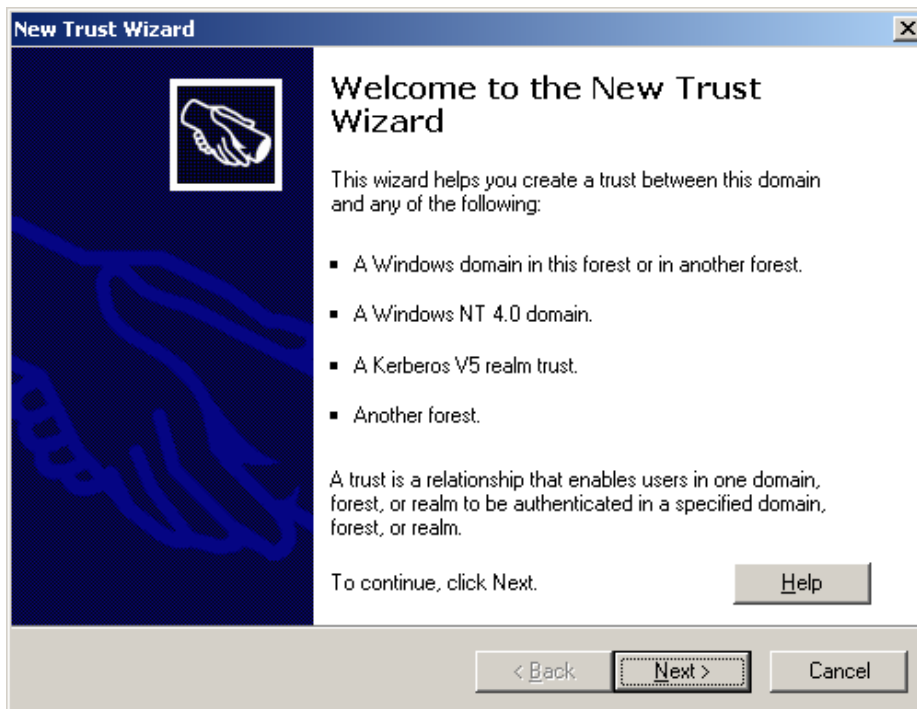 New Trust Wizard
Welcome to the New Trust
Wizard
This wizard helps you create a trust between this domain
and any of the following:
▪ A Windows domain in this forest or in another forest.
▪ A Windows NT 4.0 domain.
▪ A Kerberos V5 realm trust.
▪ Another forest.
A trust is a relationship that enables users in one domain,
forest, or realm to be authenticated in a specified domain,
forest, or realm.
To continue, click Next.
Help
< Back
Next >
Cancel